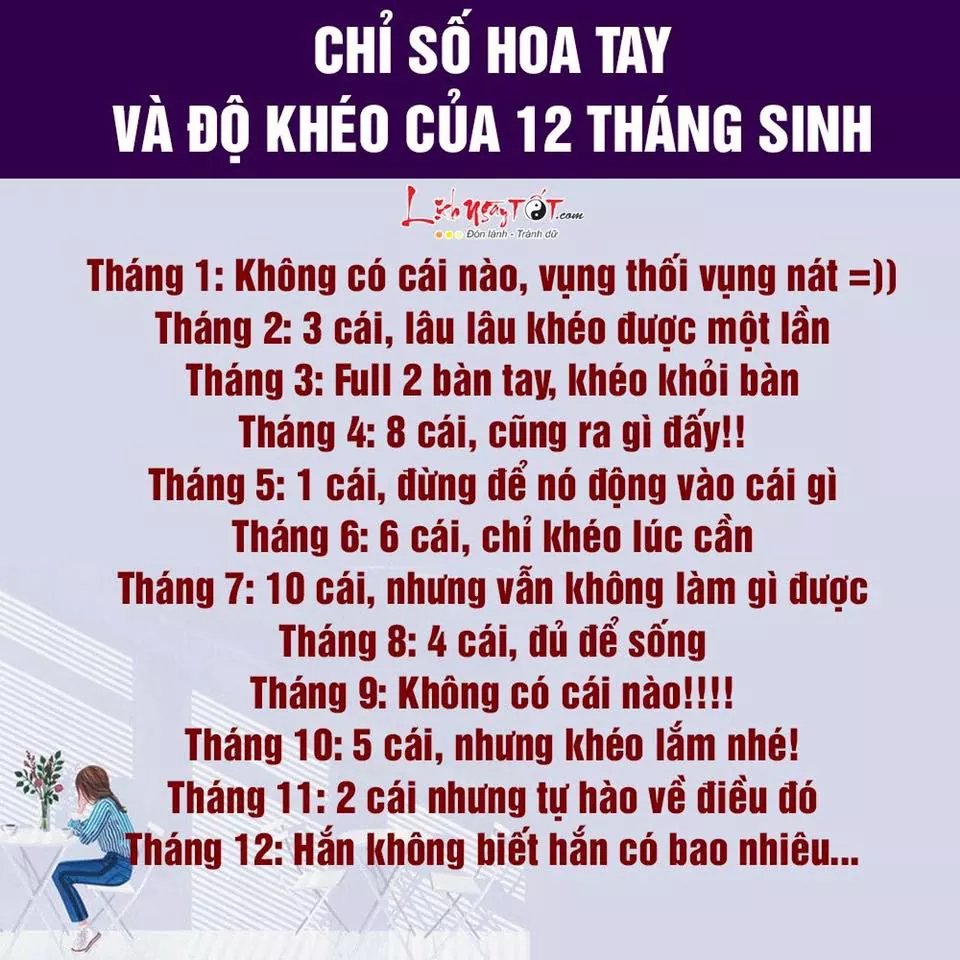 CHỈ SỐ HOA TAY
VÀ ĐỘ KHÉO CỦA 12 THÁNG SINH
LịchNgayTỐT.com
Đón lành - Tránh dữ
Tháng 1: Không có cái nào, vụng thối vụng nát =))
Tháng 2: 3 cái, lâu lâu khéo được một lần
Tháng 3: Full 2 bàn tay, khéo khỏi bàn
Tháng 4: 8 cái, cũng ra gì đấy!!
Tháng 5: 1 cái, đừng để nó động vào cái gì
Tháng 6: 6 cái, chỉ khéo lúc cần
Tháng 7: 10 cái, nhưng vẫn không làm gì được
Tháng 8: 4 cái, đủ để sống
Tháng 9: Không có cái nào!!!!
Tháng 10: 5 cái, nhưng khéo lắm nhé!
Tháng 11: 2 cái nhưng tự hào về điều đó
Tháng 12: Hắn không biết hắn có bao nhiêu...